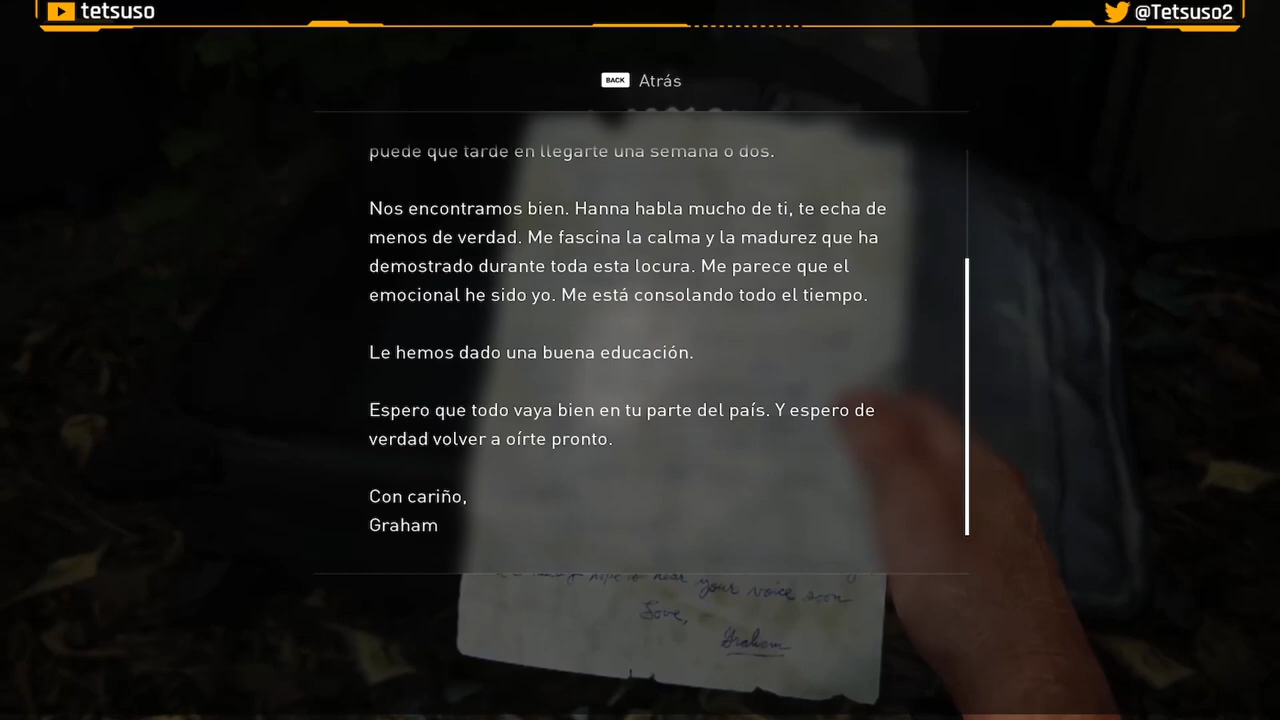 tetsuso
@Tetsuso2
BACK Atrás
puede que tarde en llegarte una semana o dos.
Nos encontramos bien. Hanna habla mucho de ti, te echa de
menos de verdad. Me fascina la calma y la madurez que ha
demostrado durante toda esta locura. Me parece que el
emocional he sido yo. Me está consolando todo el tiempo.
Le hemos dado una buena educación.
Espero que todo vaya bien en tu parte del país. Y espero de
verdad volver a oírte pronto.
Con cariño,
Graham
hope to hear your voice soon
Love,
Graham